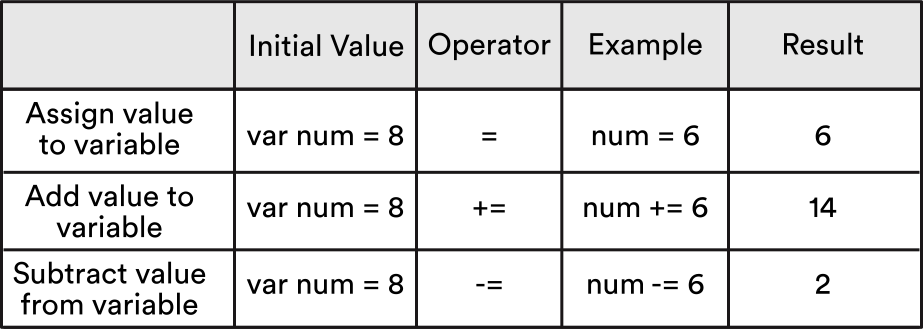 Initial Value Operator Example Result
Assign value
to variable
var num = 8 = num = 6 6
Add value to
variable
var num = 8 += num += 6 14
Subtract value
from variable
var num = 8 -= num -= 6 2